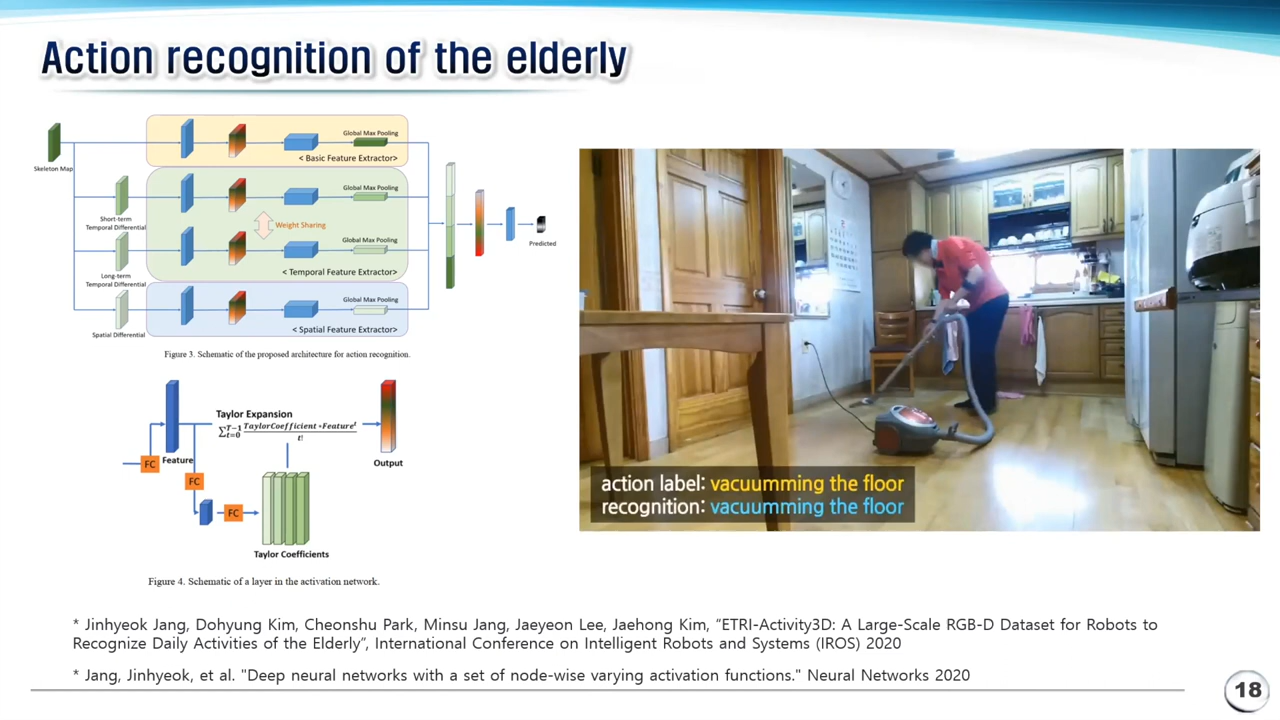 Action recognition of the elderly
Skeleton Map
Global Max Pooling
< Basic Feature Extractor>
Short-term
Temporal Differential
Global Max Pooling
Weight Sharing
Long-term
Temporal Differential
Global Max Pooling
< Temporal Feature Extractor>
Spatial Differential
Global Max Pooling
< Spatial Feature Extractor>
Predicted
Figure 3. Schematic of the proposed architecture for action recognition.
FC
Feature
FC
FC
Taylor Expansion
∑ᵀ⁻¹ₜ₌₀ TaylorCoefficient∗Featureᵗ / t!
Output
Taylor Coefficients
Figure 4. Schematic of a layer in the activation network.
action label: vacuumming the floor
recognition: vacuumming the floor
* Jinhyeok Jang, Dohyung Kim, Cheonshu Park, Minsu Jang, Jaeyeon Lee, Jaehong Kim, “ETRI-Activity3D: A Large-Scale RGB-D Dataset for Robots to
Recognize Daily Activities of the Elderly”, International Conference on Intelligent Robots and Systems (IROS) 2020
* Jang, Jinhyeok, et al. "Deep neural networks with a set of node-wise varying activation functions." Neural Networks 2020
18